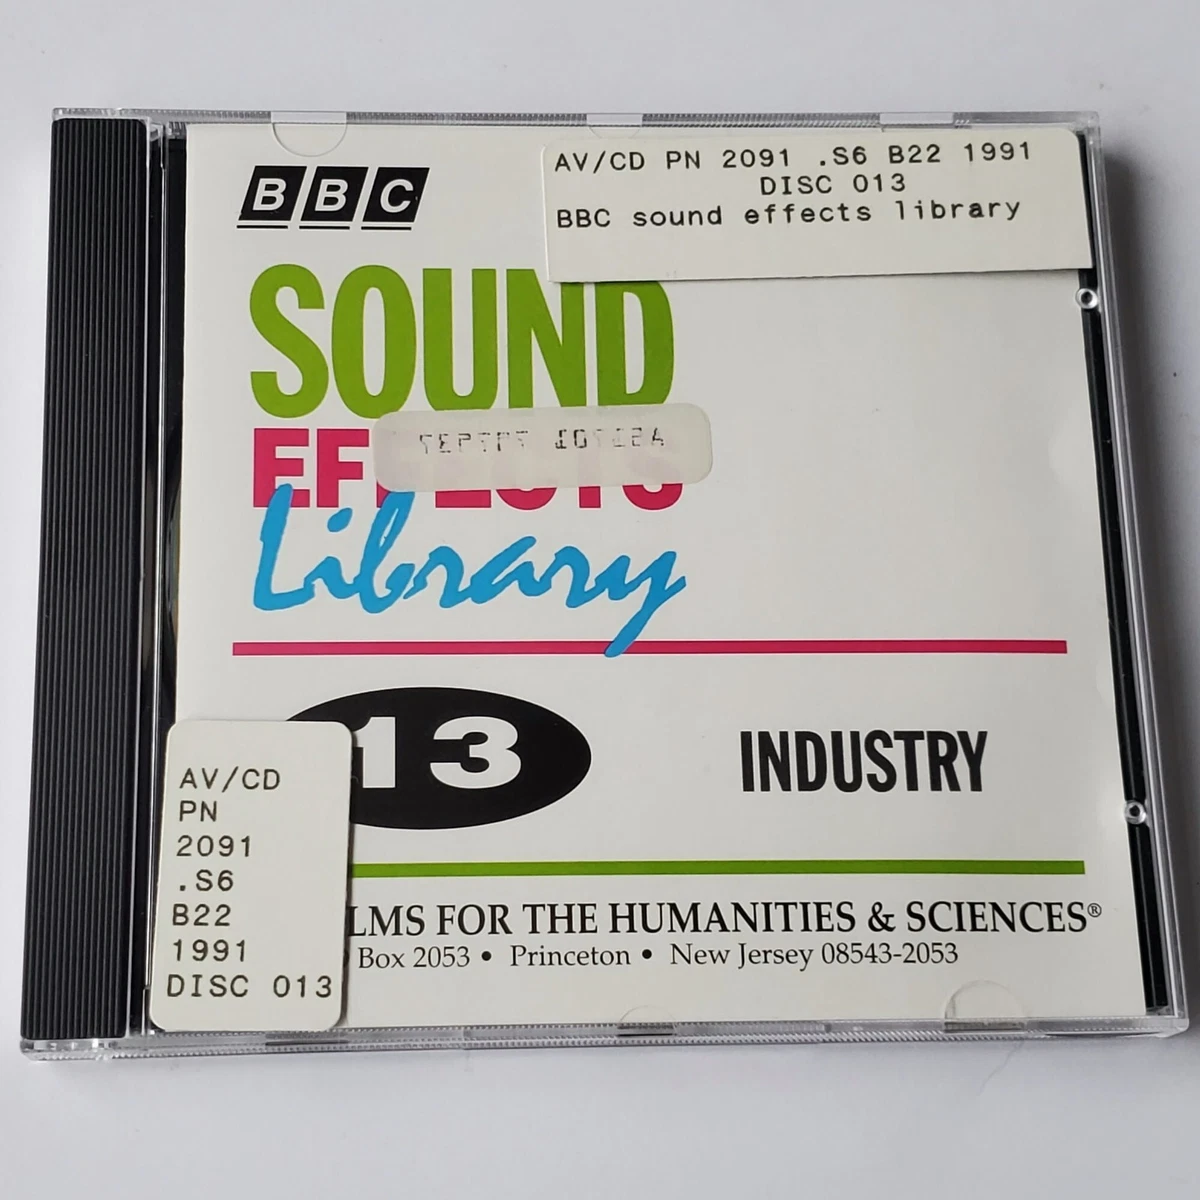 BBC
AV/CD PN 2091 .S6 B22 1991
DISC 013
BBC sound effects library
SOUND
EFFECTS
Library
13
INDUSTRY
AV/CD
PN
2091
.S6
B22
1991
DISC 013
LMS FOR THE HUMANITIES & SCIENCES®
Box 2053 • Princeton • New Jersey 08543-2053